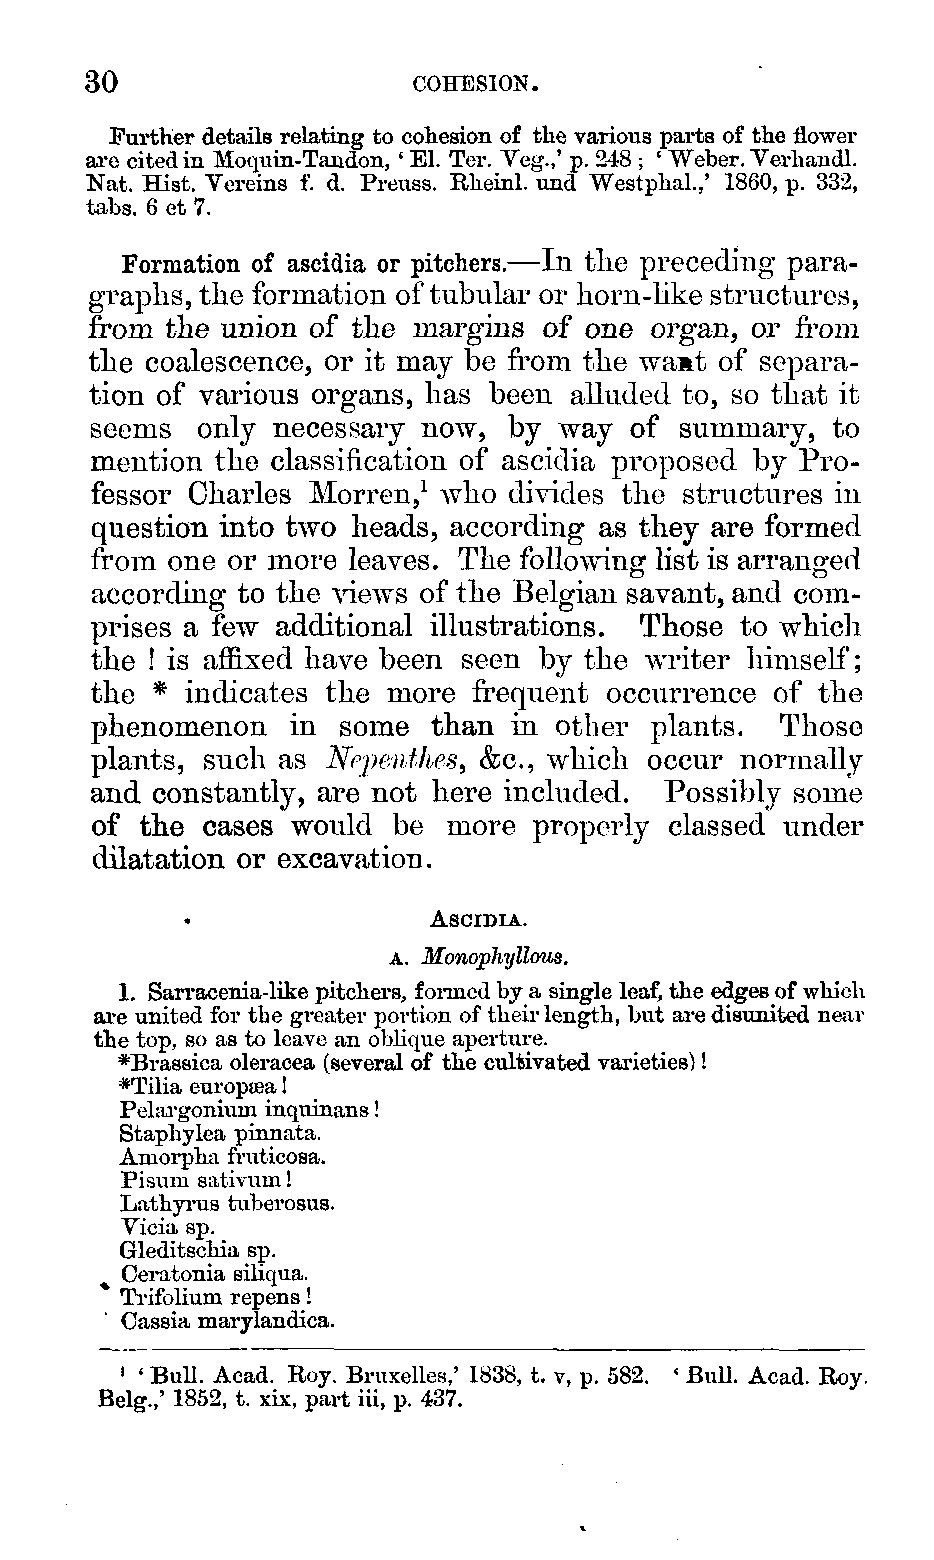 30 COHESION.
Further details relating to cohesion of the various parts of the flower
are cited in Moquin-Tandon, ‘ El. Ter. Veg.,’ p. 248 ; ‘ Weber. Verhandl.
Nat. Hist. Vereins f. d. Preuss. Rheinl. und Westphal.,’ 1860, p. 332,
tabs. 6 et 7.
Formation of ascidia or pitchers.—In the preceding para-
graphs, the formation of tubular or horn-like structures,
from the union of the margins of one organ, or from
the coalescence, or it may be from the want of separa-
tion of various organs, has been alluded to, so that it
seems only necessary now, by way of summary, to
mention the classification of ascidia proposed by Pro-
fessor Charles Morren,¹ who divides the structures in
question into two heads, according as they are formed
from one or more leaves. The following list is arranged
according to the views of the Belgian savant, and com-
prises a few additional illustrations. Those to which
the ! is affixed have been seen by the writer himself;
the * indicates the more frequent occurrence of the
phenomenon in some than in other plants. Those
plants, such as Nepenthes, &c., which occur normally
and constantly, are not here included. Possibly some
of the cases would be more properly classed under
dilatation or excavation.
ASCIDIA.
A. Monophyllous.
1. Sarracenia-like pitchers, formed by a single leaf, the edges of which
are united for the greater portion of their length, but are disunited near
the top, so as to leave an oblique aperture.
*Brassica oleracea (several of the cultivated varieties) !
*Tilia europæa !
Pelargonium inquinans !
Staphylea pinnata.
Amorpha fruticosa.
Pisum sativum !
Lathyrus tuberosus.
Vicia sp.
Gleditschia sp.
Ceratonia siliqua.
Trifolium repens !
Cassia marylandica.
¹ ‘ Bull. Acad. Roy. Bruxelles,’ 1838, t. v, p. 582. ‘ Bull. Acad. Roy.
Belg.,’ 1852, t. xix, part iii, p. 437.